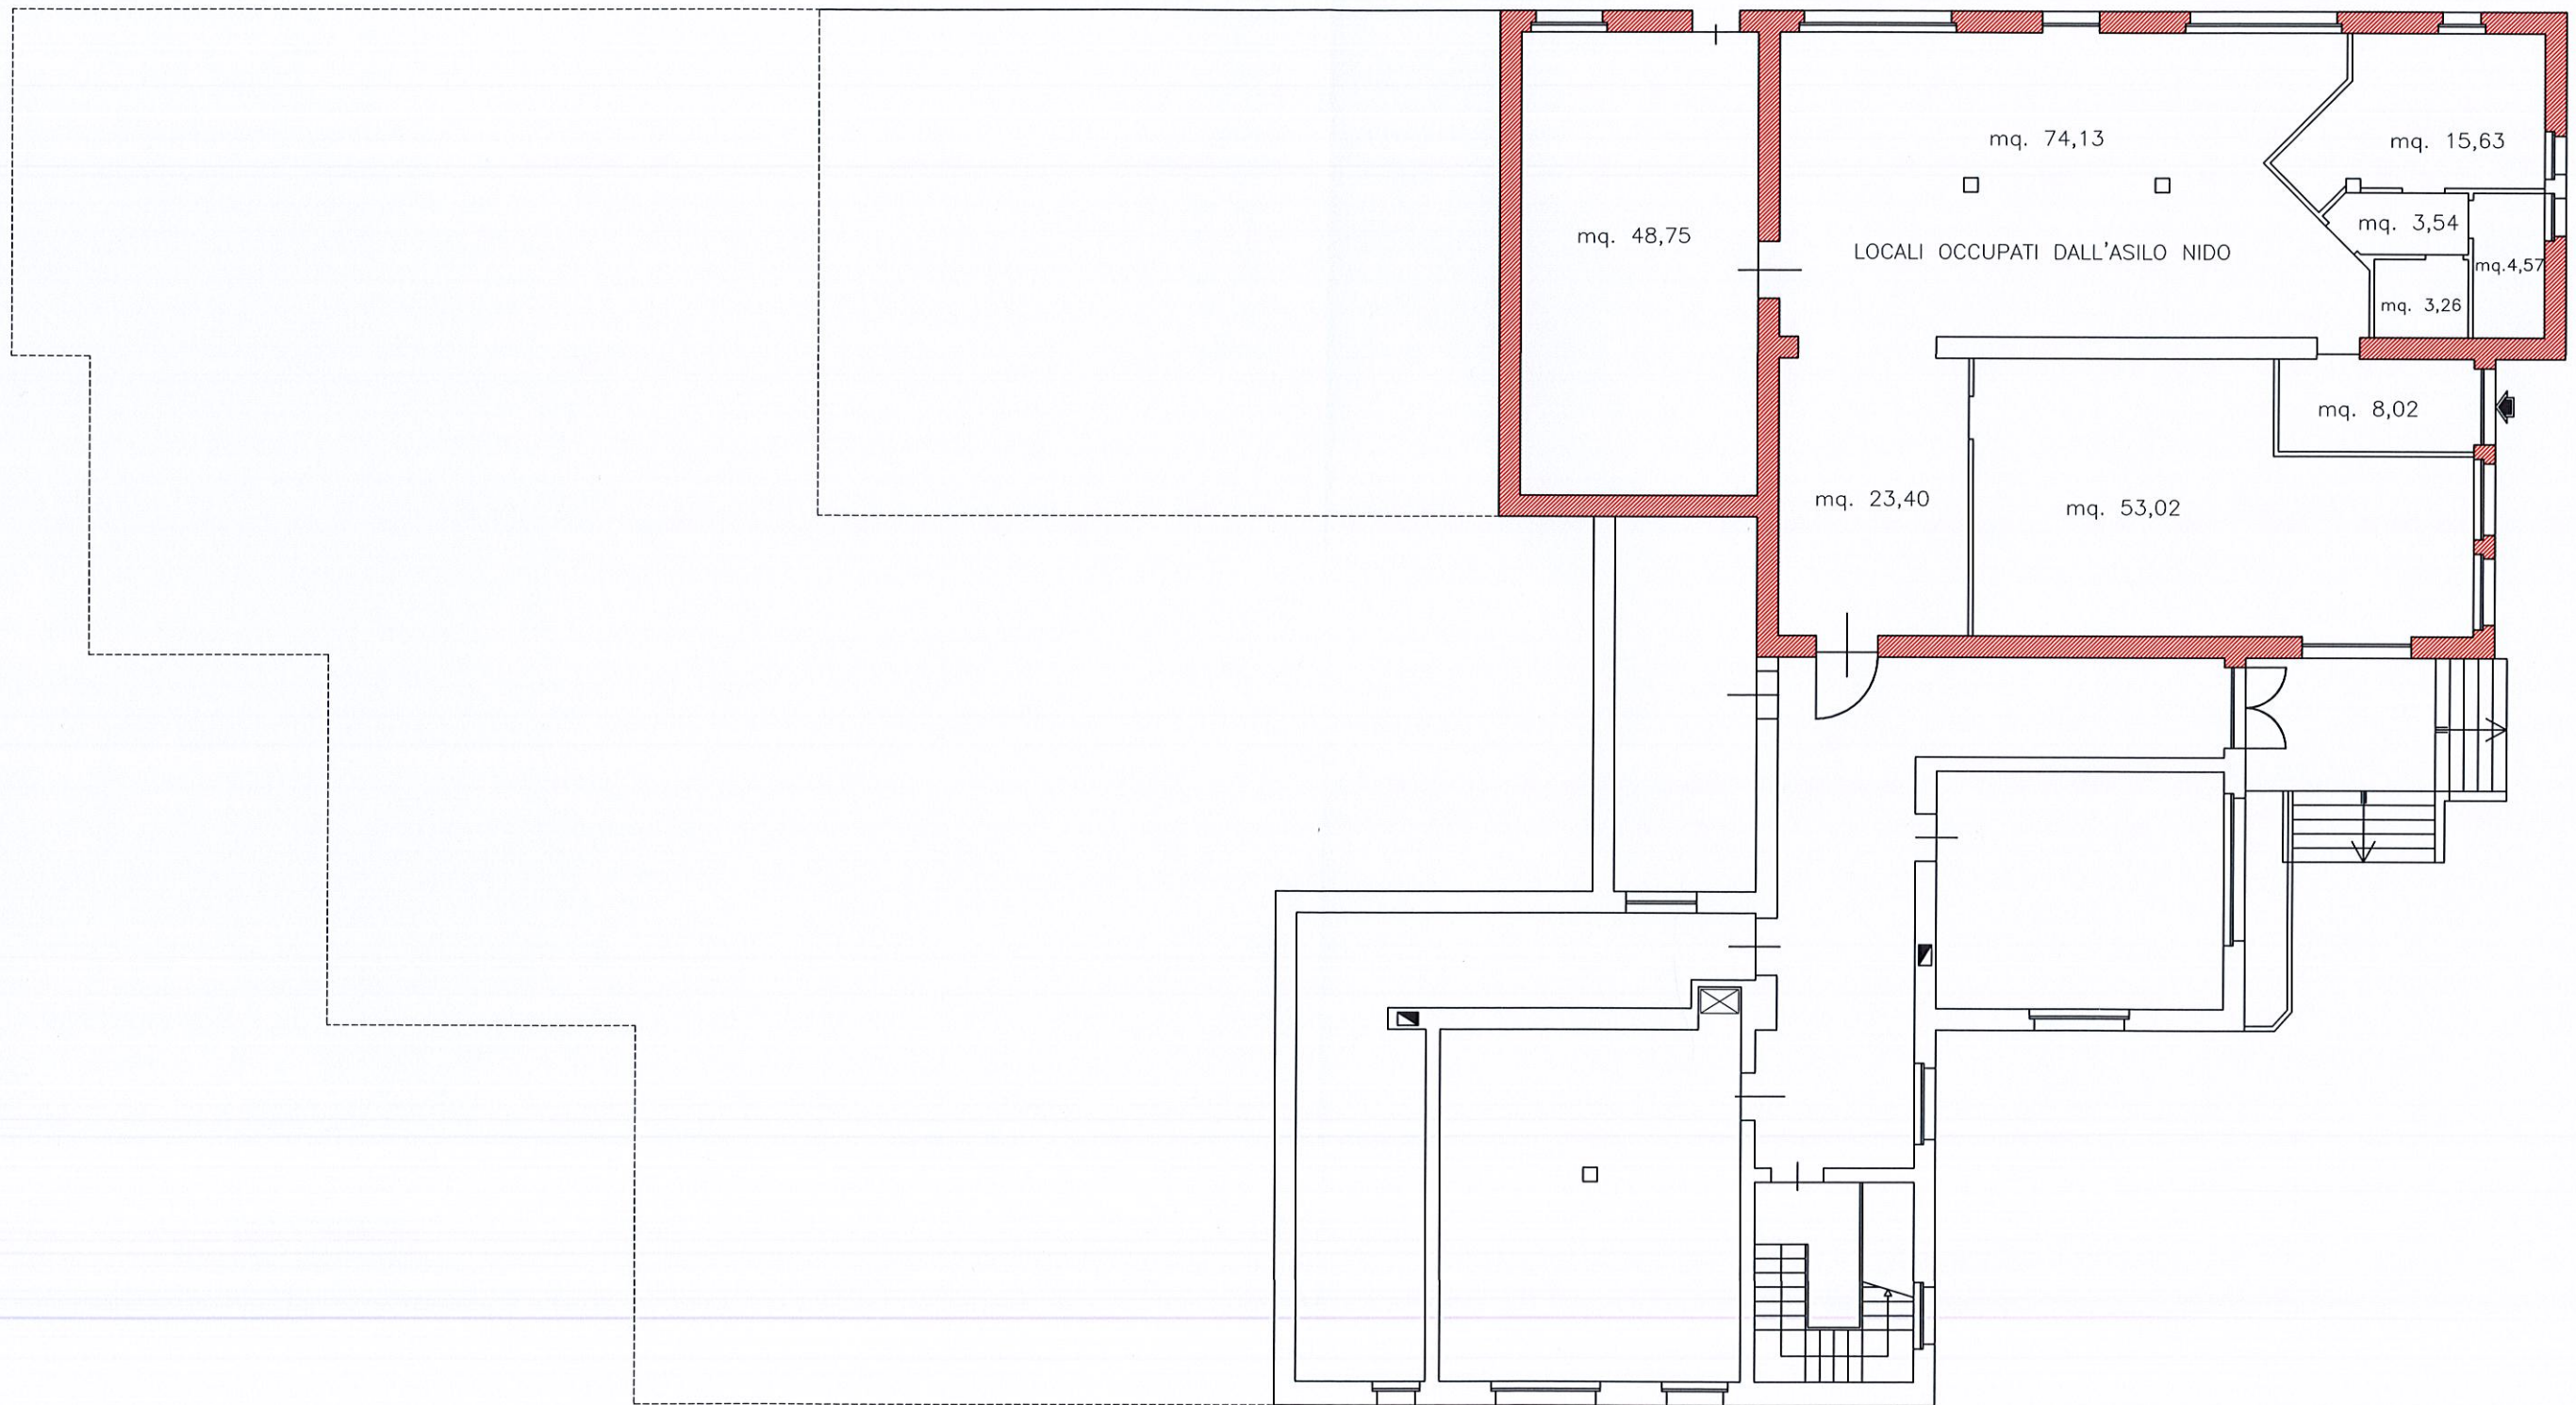 mq. 74,13
mq. 15,63
mq. 3,54
mq. 48,75
LOCALI OCCUPATI DALL'ASILO NIDO
mq.4,57
mq. 3,26
mq. 8,02
mq. 23,40
mq. 53,02